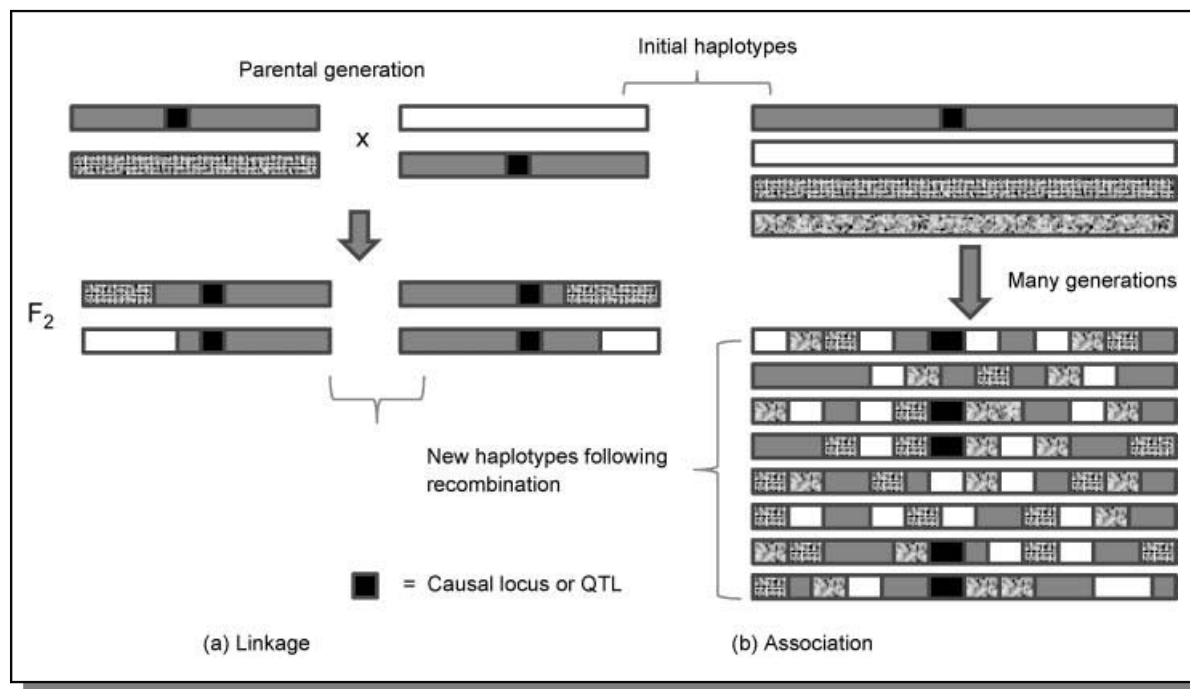 Initial haplotypes
Parental generation
x
Many generations
F2
New haplotypes following
recombination
= Causal locus or QTL
(a) Linkage
(b) Association